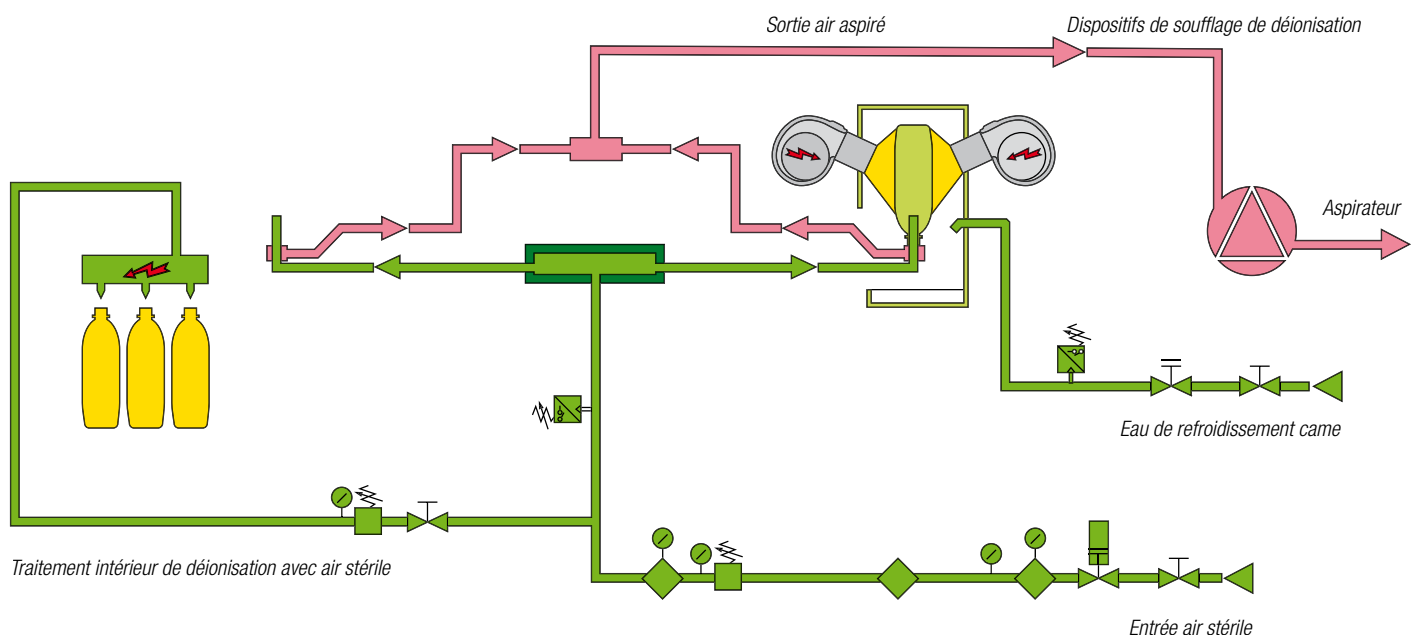 Sortie air aspiré
Dispositifs de soufflage de déionisation
Aspirateur
Eau de refroidissement came
Traitement intérieur de déionisation avec air stérile
Entrée air stérile